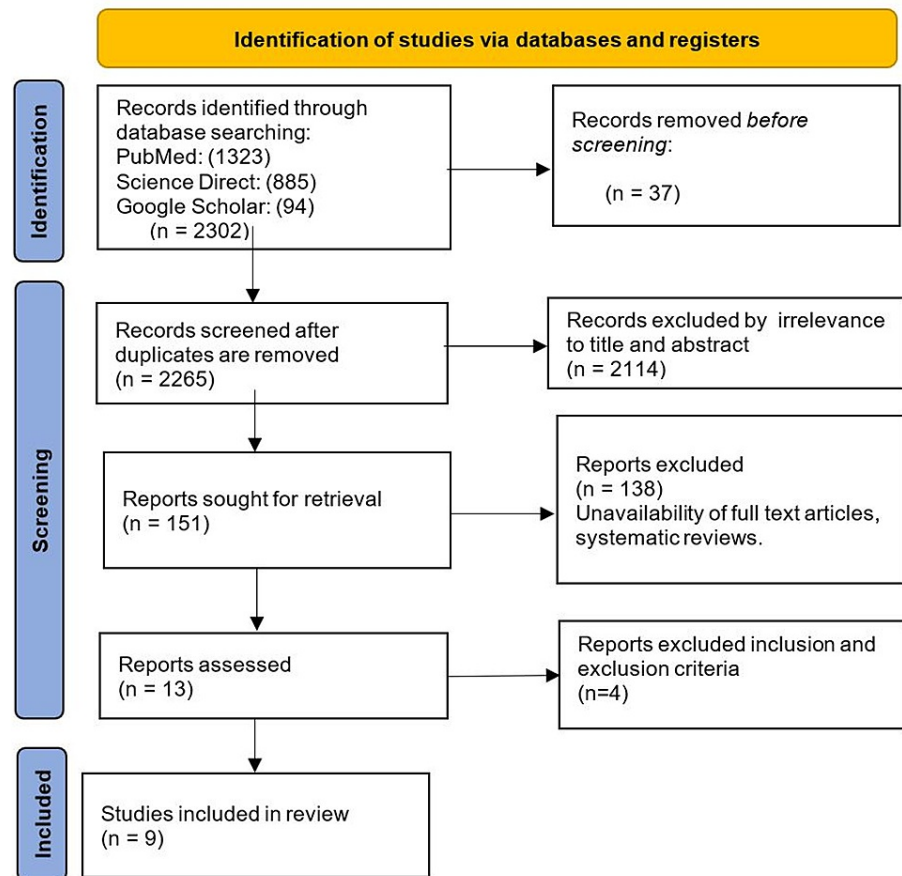 Identification of studies via databases and registers
Identification
Records identified through
database searching:
PubMed: (1323)
Science Direct: (885)
Google Scholar: (94)
(n = 2302)
Records removed before
screening:
(n = 37)
Screening
Records screened after
duplicates are removed
(n = 2265)
Records excluded by irrelevance
to title and abstract
(n = 2114)
Reports sought for retrieval
(n = 151)
Reports excluded
(n = 138)
Unavailability of full text articles,
systematic reviews.
Reports assessed
(n = 13)
Reports excluded inclusion and
exclusion criteria
(n=4)
Included
Studies included in review
(n = 9)